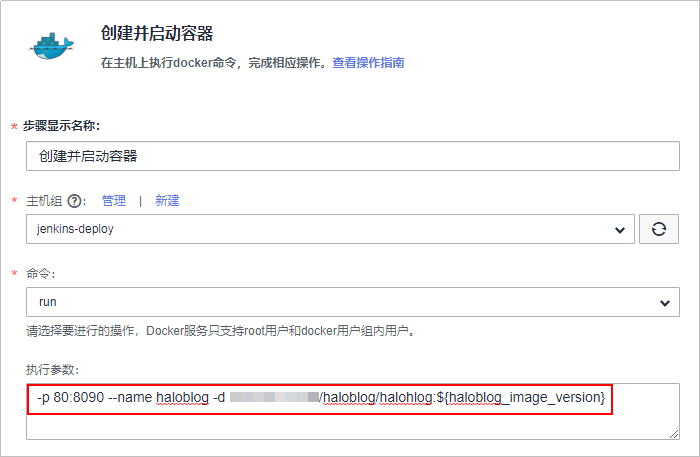 创建并启动容器
在主机上执行docker命令，完成相应操作。查看操作指南
* 步骤显示名称：
创建并启动容器
* 主机组 ?： 管理 | 新建
jenkins-deploy
* 命令：
run
请选择要进行的操作，Docker服务只支持root用户和docker用户组内用户。
执行参数：
-p 80:8090 --name haloblog -d /haloblog/halohlog:${haloblog_image_version}